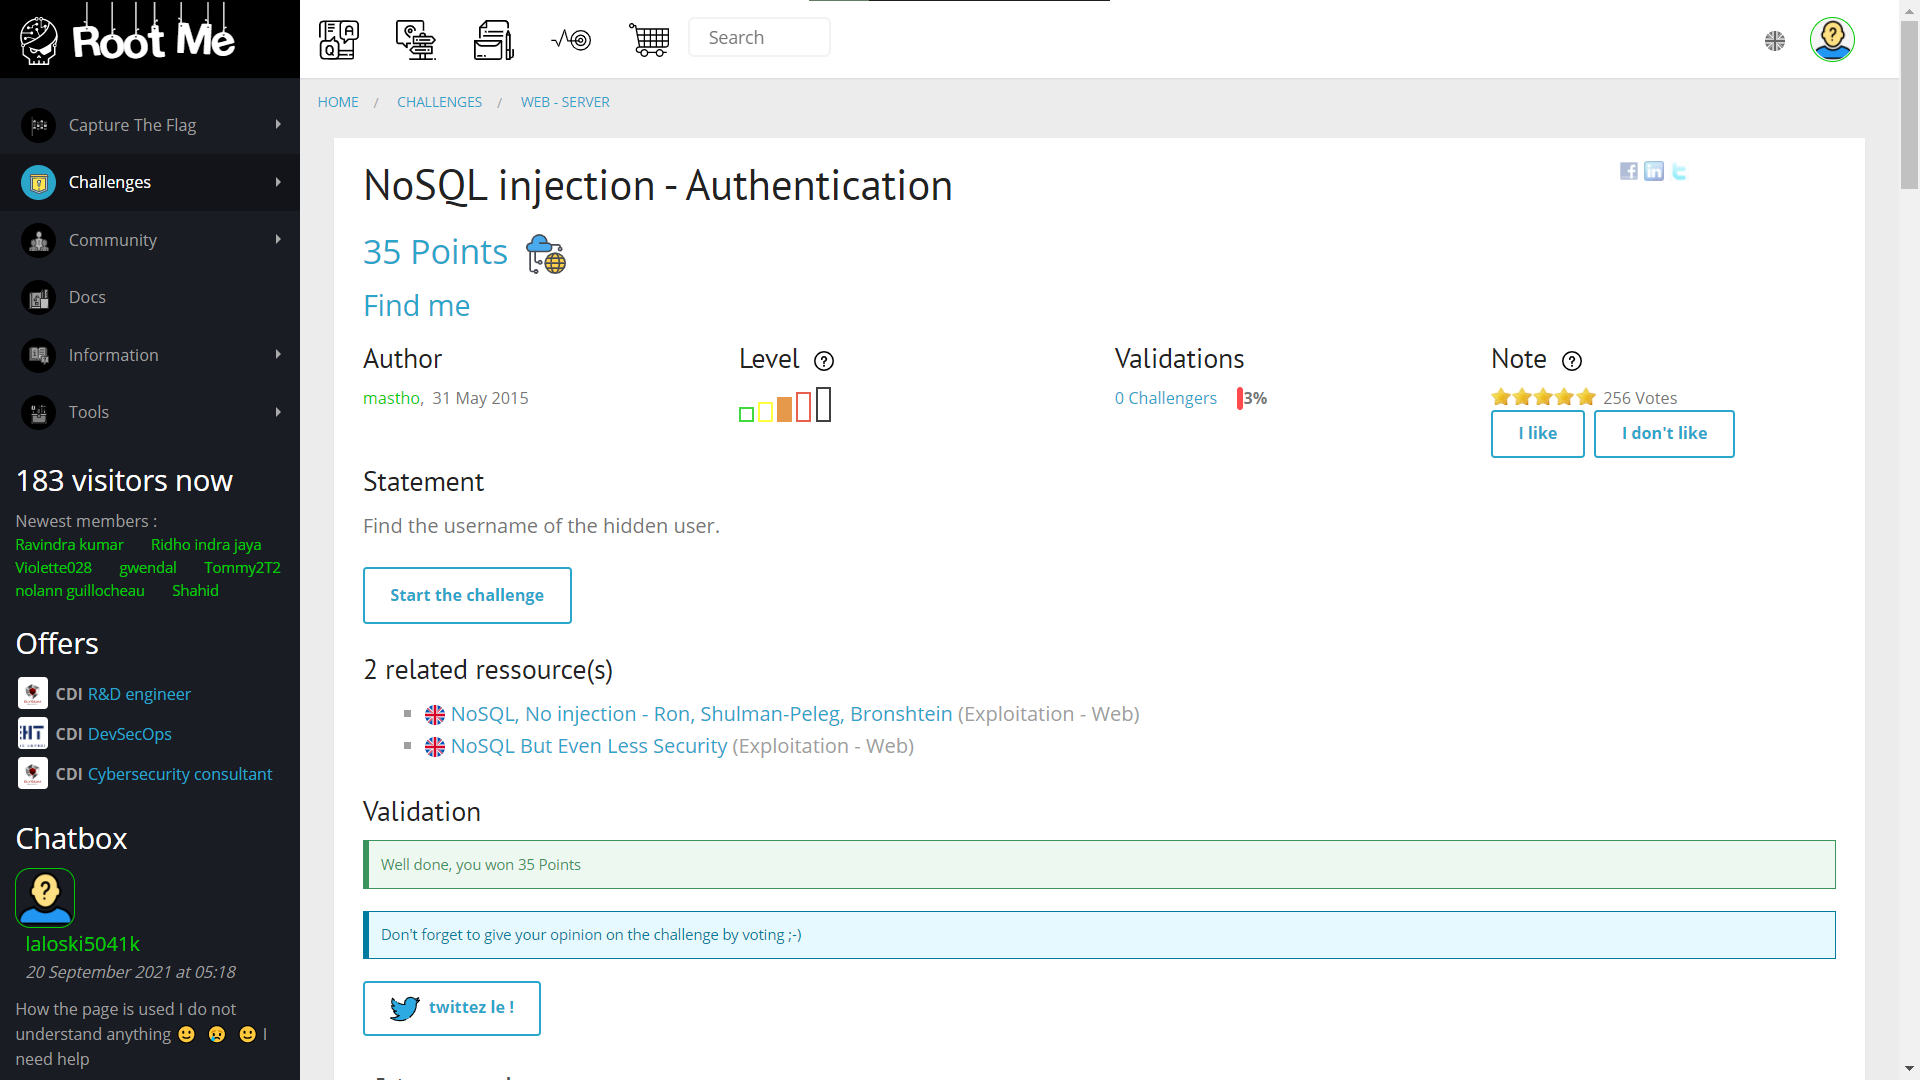 Root Me
Search
Capture The Flag
Challenges
Community
Docs
Information
Tools
183 visitors now
Newest members :
Ravindra kumar Ridho indra jaya
Violette028 gwendal Tommy2T2
nolann guillocheau Shahid
Offers
CDI R&D engineer
CDI DevSecOps
CDI Cybersecurity consultant
Chatbox
laloski5041k
20 September 2021 at 05:18
How the page is used I do not
understand anything I
need help
HOME / CHALLENGES / WEB - SERVER
NoSQL injection - Authentication
35 Points
Find me
Author
mastho, 31 May 2015
Level
Validations
0 Challengers 3%
Note
256 Votes
I like I don't like
Statement
Find the username of the hidden user.
Start the challenge
2 related ressource(s)
NoSQL, No injection - Ron, Shulman-Peleg, Bronshtein (Exploitation - Web)
NoSQL But Even Less Security (Exploitation - Web)
Validation
Well done, you won 35 Points
Don't forget to give your opinion on the challenge by voting ;-)
twittez le !